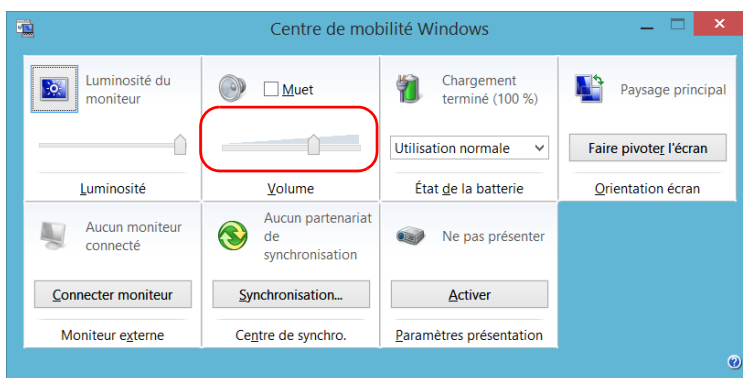 Centre de mobilité Windows
Luminosité du
moniteur
Luminosité
Muet
Volume
Chargement
terminé (100 %)
Utilisation normale
État de la batterie
Paysage principal
Faire pivoter l'écran
Orientation écran
Aucun moniteur
connecté
Connecter moniteur
Moniteur externe
Aucun partenariat
de
synchronisation
Synchronisation...
Centre de synchro.
Ne pas présenter
Activer
Paramètres présentation